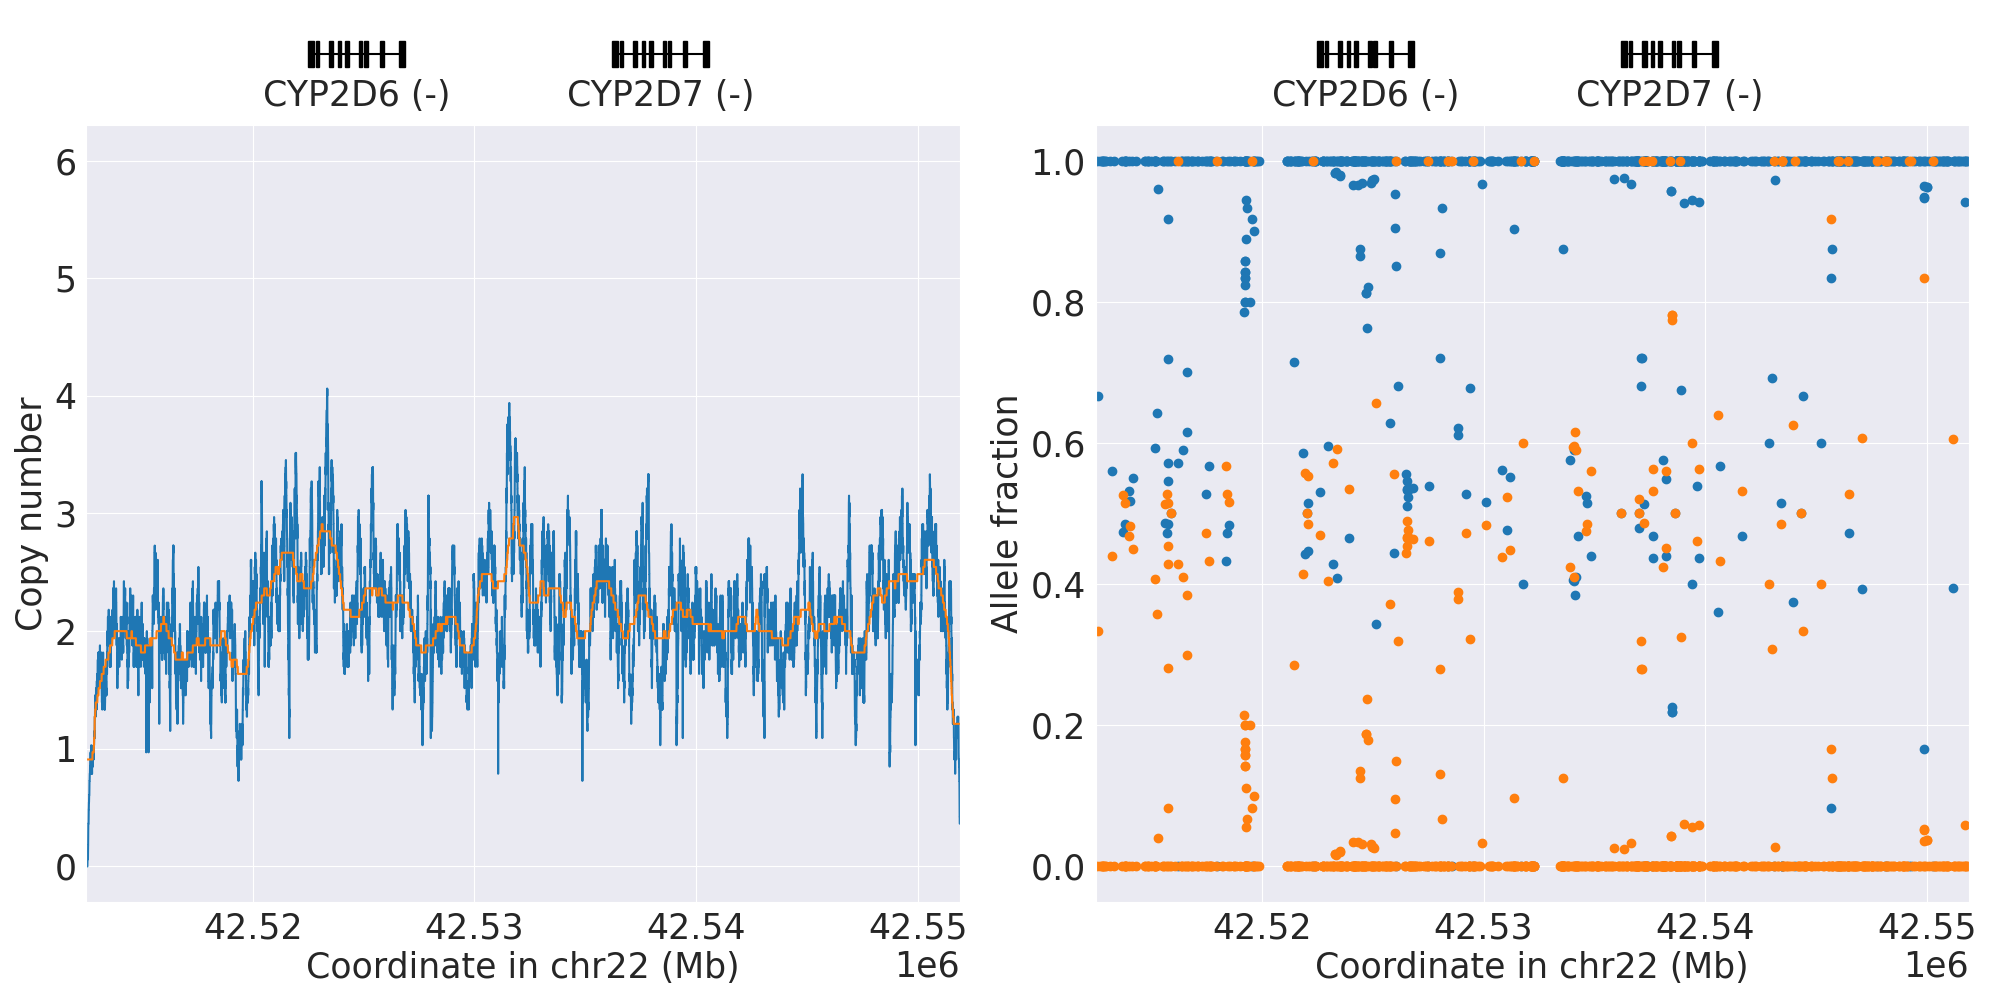 CYP2D6 (-) CYP2D7 (-)
6
5
4
3
2
1
0
Copy number
42.52 42.53 42.54 42.55
Coordinate in chr22 (Mb)
1e6
CYP2D6 (-) CYP2D7 (-)
1.0
0.8
0.6
0.4
0.2
0.0
Allele fraction
42.52 42.53 42.54 42.55
Coordinate in chr22 (Mb)
1e6